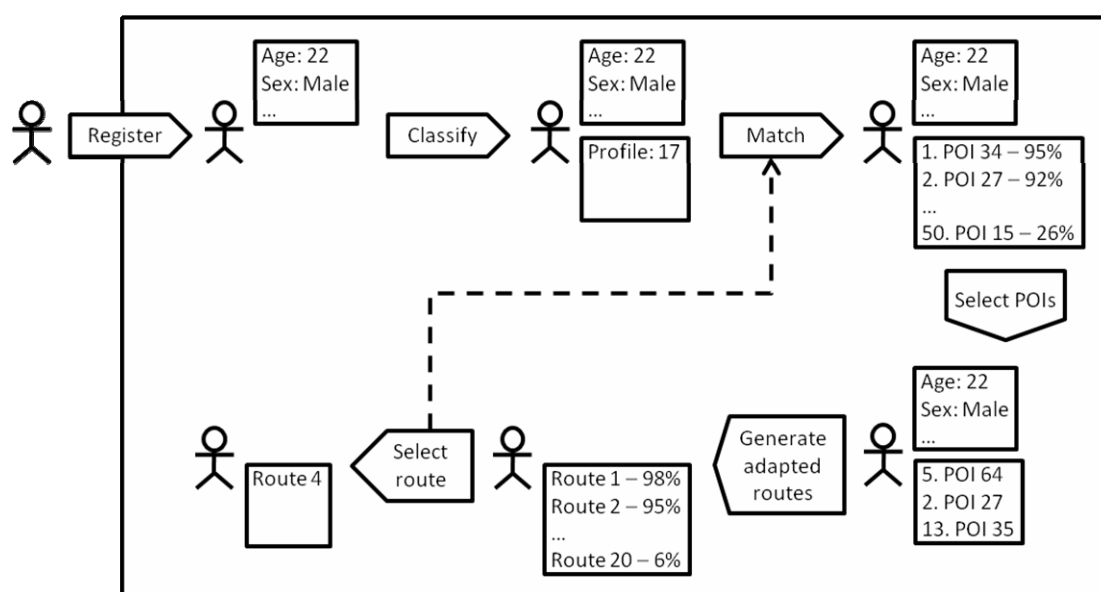 Register
Age: 22
Sex: Male
...
Classify
Age: 22
Sex: Male
...
Profile: 17
Match
Age: 22
Sex: Male
...
1. POI 34 – 95%
2. POI 27 – 92%
...
50. POI 15 – 26%
Select POIs
Age: 22
Sex: Male
...
5. POI 64
2. POI 27
13. POI 35
Generate
adapted
routes
Route 1 – 98%
Route 2 – 95%
...
Route 20 – 6%
Select
route
Route 4